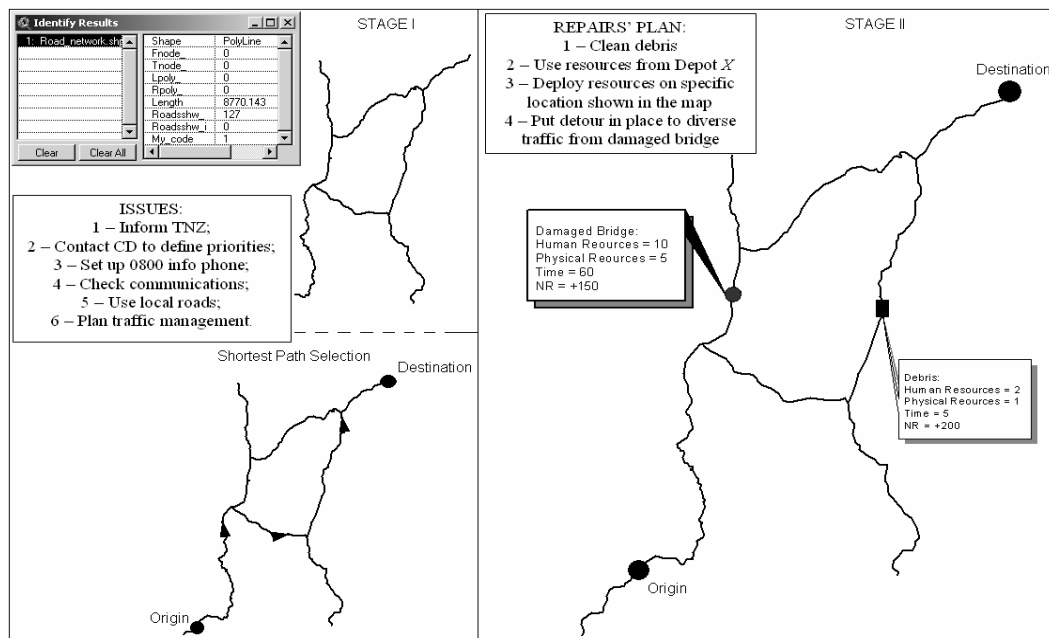 Identify Results
1: Road_network.shp
Shape PolyLine
Fnode_ 0
Tnode_ 0
Lpoly_ 0
Rpoly_ 0
Length 8770.143
Roadsshw_ 127
Roadsshw_i 0
My_code 1
Clear Clear All
STAGE I
ISSUES:
1 – Inform TNZ;
2 – Contact CD to define priorities;
3 – Set up 0800 info phone;
4 – Check communications;
5 – Use local roads;
6 – Plan traffic management.
Shortest Path Selection
Destination
Origin
REPAIRS' PLAN:
1 – Clean debris
2 – Use resources from Depot X
3 – Deploy resources on specific
location shown in the map
4 – Put detour in place to diverse
traffic from damaged bridge
STAGE II
Destination
Damaged Bridge:
Human Reources = 10
Physical Reources = 5
Time = 60
NR = +150
Debris:
Human Resources = 2
Physical Reources = 1
Time = 5
NR = +200
Origin